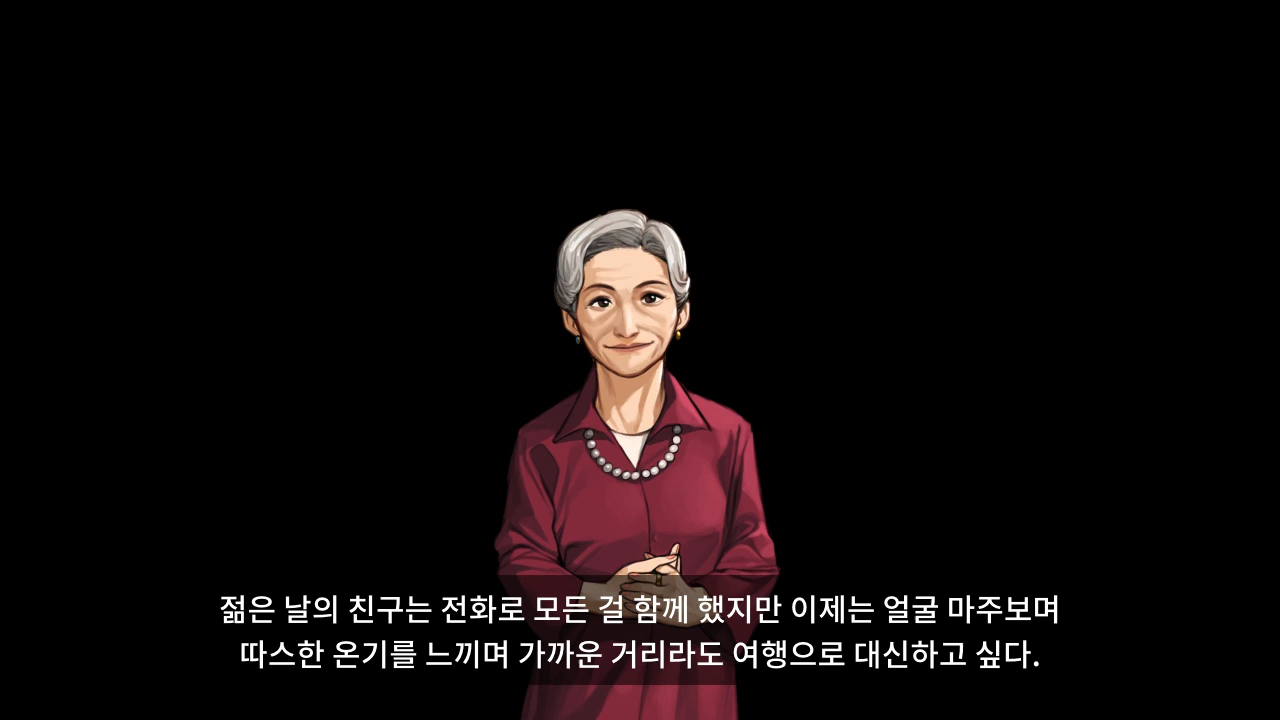 젊은 날의 친구는 전화로 모든 걸 함께 했지만 이제는 얼굴 마주보며
따스한 온기를 느끼며 가까운 거리라도 여행으로 대신하고 싶다.